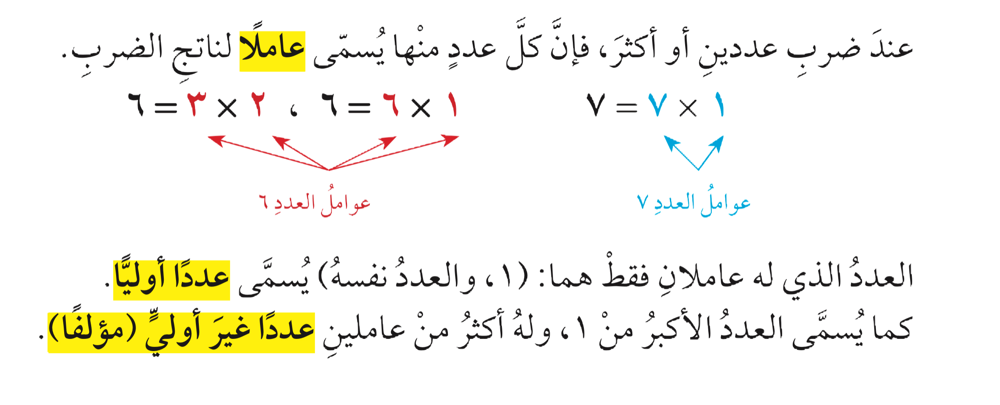 عندَ ضربِ عددينِ أو أكثرَ، فإنَّ كلَّ عددٍ منْها يُسمّى عاملًا لناتجِ الضربِ.
١ × ٧ = ٧
١ × ٦ = ٦ ، ٢ × ٣ = ٦
عواملُ العددِ ٧
عواملُ العددِ ٦
العددُ الذي له عاملانِ فقطْ هما: (١، والعددُ نفسهُ) يُسمَّى عددًا أوليًّا.
كما يُسمَّى العددُ الأكبرُ منْ ١، ولهُ أكثرُ منْ عاملينِ عددًا غيرَ أوليٍّ (مؤلفًا).